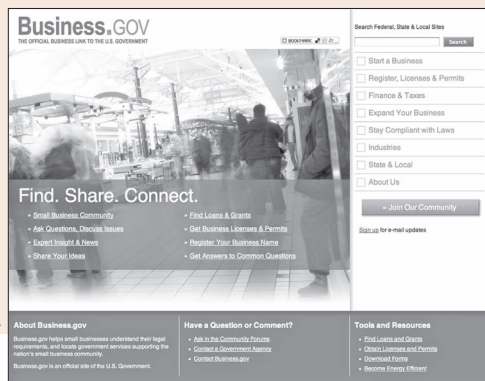 Business.GOV
THE OFFICIAL BUSINESS LINK TO THE U.S. GOVERNMENT
BOOKMARK
Search Federal, State & Local Sites
Search
Start a Business
Register, Licenses & Permits
Finance & Taxes
Expand Your Business
Stay Compliant with Laws
Industries
State & Local
About Us
» Join Our Community
Sign up for e-mail updates
Find. Share. Connect.
» Small Business Community
» Ask Questions, Discuss Issues
» Expert Insight & News
» Share Your Ideas
» Find Loans & Grants
» Get Business Licenses & Permits
» Register Your Business Name
» Get Answers to Common Questions
About Business.gov
Business.gov helps small businesses understand their legal
requirements, and locate government services supporting the
nation's small business community.
Business.gov is an official site of the U.S. Government.
Have a Question or Comment?
• Ask in the Community Forums
• Contact a Government Agency
• Contact Business.gov
Tools and Resources
• Find Loans and Grants
• Obtain Licenses and Permits
• Download Forms
• Become Energy Efficient